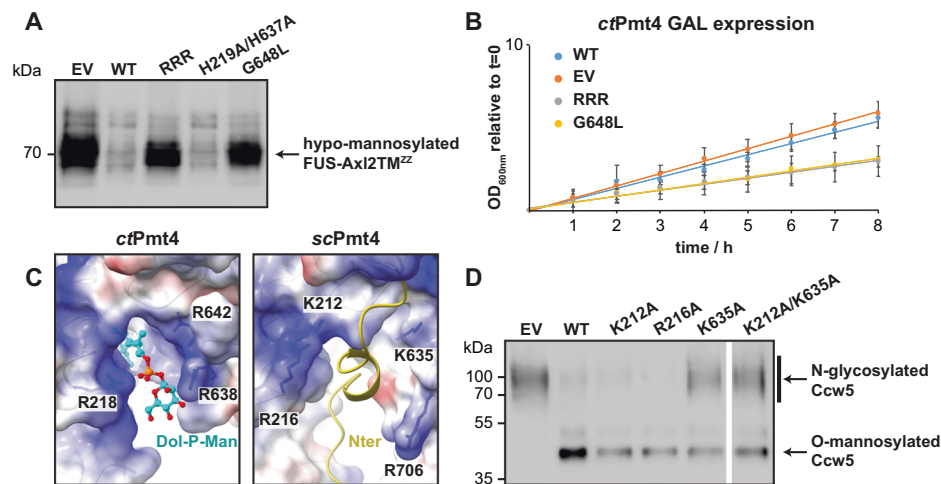 A
kDa
EV WT RRR H219A/H637A G648L
70
hypo-mannosylated
FUS-Axl2TM^ZZ
B
ctPmt4 GAL expression
10
OD600nm relative to t=0
WT
EV
RRR
G648L
1 2 3 4 5 6 7 8
time / h
C
ctPmt4
R642
R218
R638
Dol-P-Man
scPmt4
K212
K635
R216
Nter
R706
D
EV WT K212A R216A K635A K212A/K635A
kDa
100
70
55
35
N-glycosylated
Ccw5
O-mannosylated
Ccw5